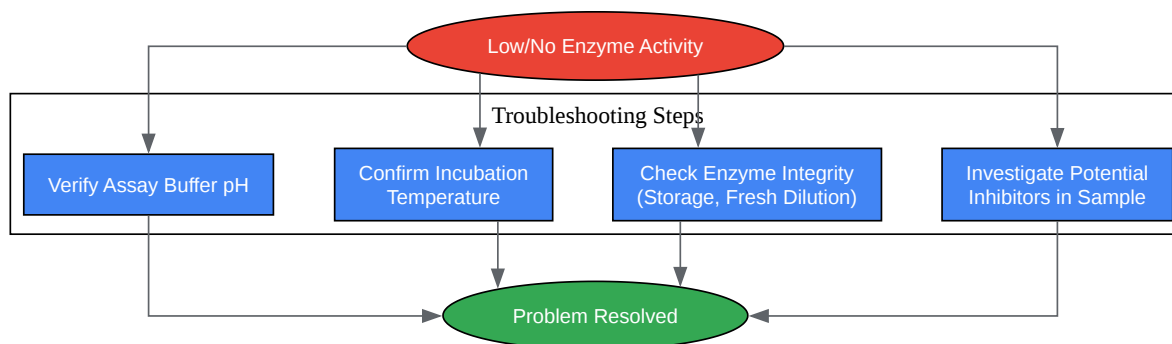 Low/No Enzyme Activity
Troubleshooting Steps
Verify Assay Buffer pH
Confirm Incubation
Temperature
Check Enzyme Integrity
(Storage, Fresh Dilution)
Investigate Potential
Inhibitors in Sample
Problem Resolved